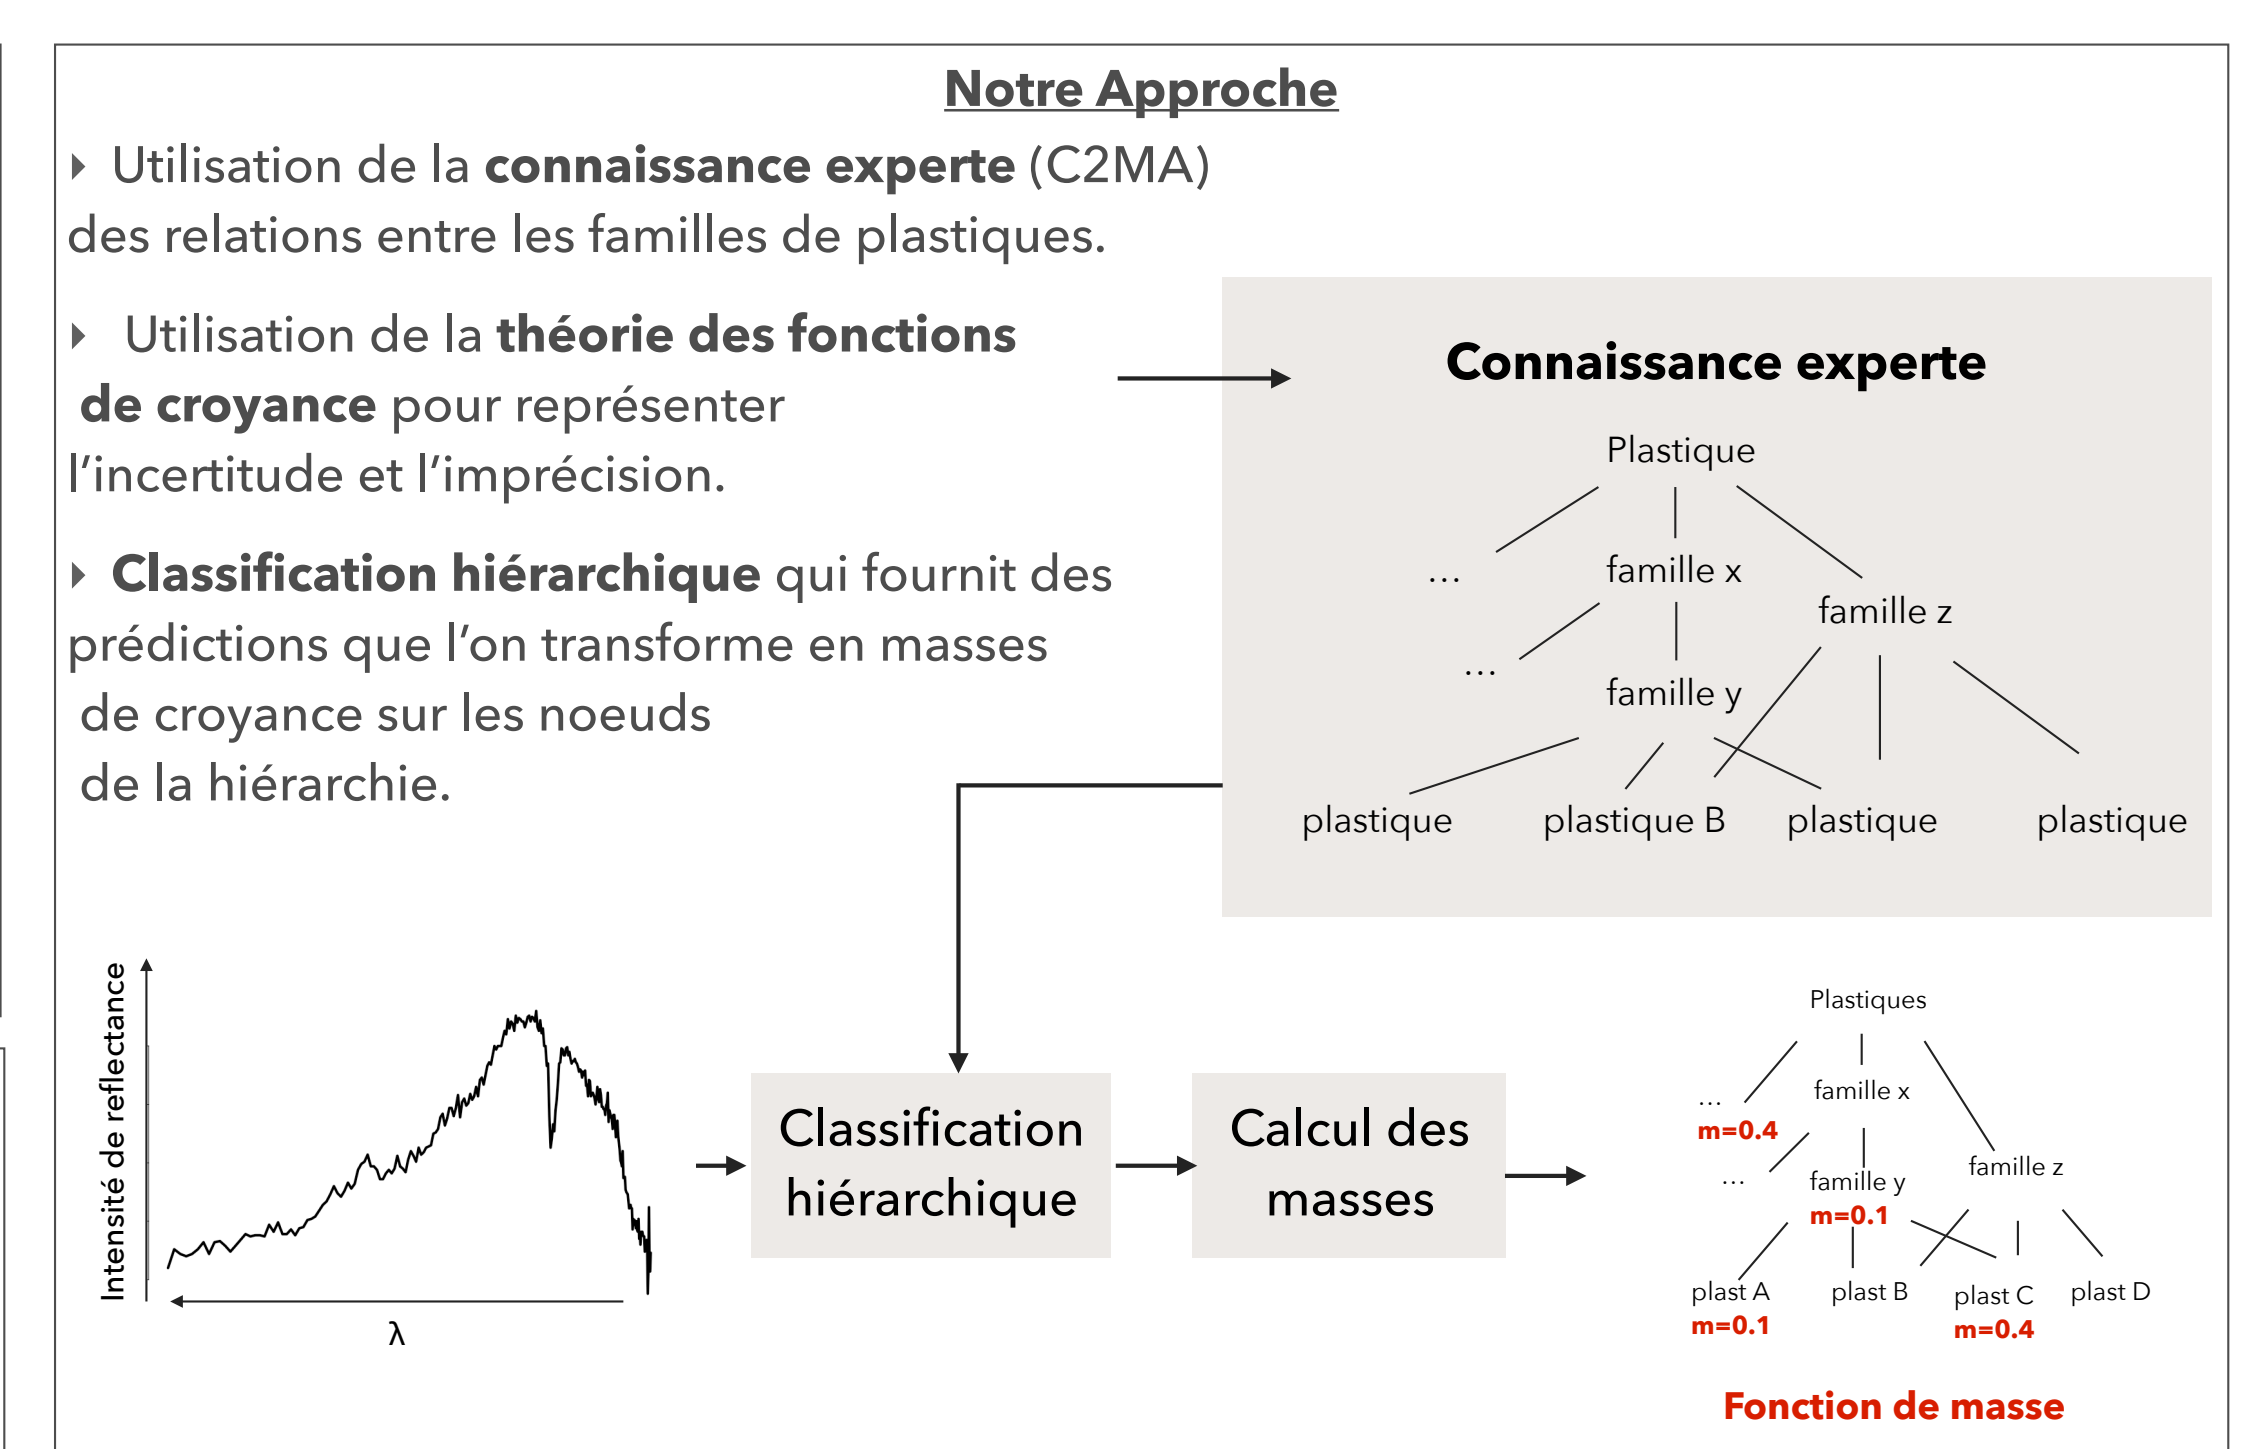 Notre Approche
‣ Utilisation de la connaissance experte (C2MA)
des relations entre les familles de plastiques.
‣ Utilisation de la théorie des fonctions
de croyance pour représenter
l’incertitude et l’imprécision.
‣ Classification hiérarchique qui fournit des
prédictions que l’on transforme en masses
de croyance sur les noeuds
de la hiérarchie.
Connaissance experte
Plastique
... famille x
famille z
...
famille y
plastique plastique B plastique plastique
Intensité de reflectance
λ
Classification
hiérarchique
Calcul des
masses
Plastiques
famille x
...
m=0.4
famille z
...
famille y
m=0.1
plast A plast B plast C plast D
m=0.1 m=0.4
Fonction de masse